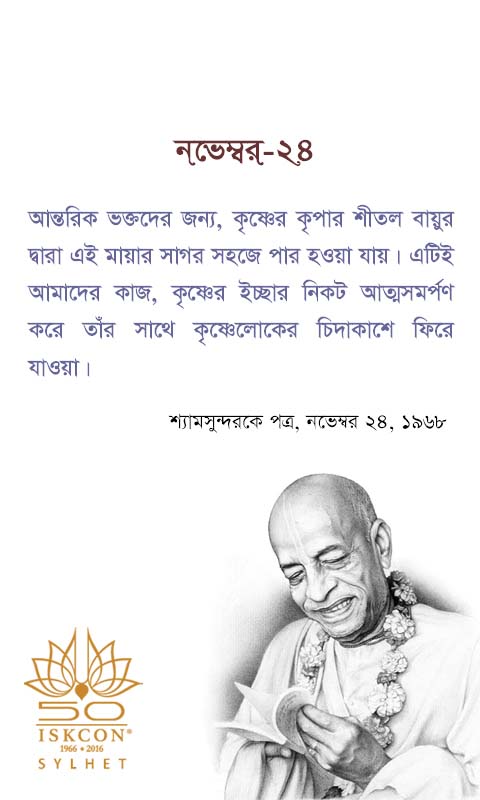 নভেম্বর-২৪
আন্তরিক ভক্তদের জন্য, কৃষ্ণের কৃপার শীতল বায়ুর
দ্বারা এই মায়ার সাগর সহজে পার হওয়া যায়। এটিই
আমাদের কাজ, কৃষ্ণের ইচ্ছার নিকট আত্মসমর্পণ
করে তাঁর সাথে কৃষ্ণেলোকের চিদাকাশে ফিরে
যাওয়া।
শ্যামসুন্দরকে পত্র, নভেম্বর ২৪, ১৯৬৮
50
ISKCON®
1966 • 2016
SYLHET